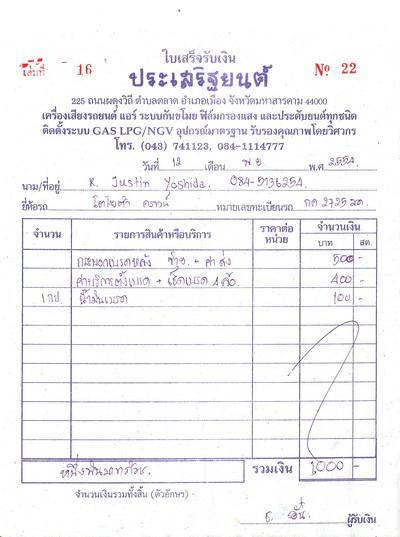 ใบเสร็จรับเงิน
เล่มที่ 16
ประเสริฐยนต์
№ 22
225 ถนนผดุงวิถี ตำบลตลาด อำเภอเมือง จังหวัดมหาสารคาม 44000
เครื่องเสียงรถยนต์ แอร์ ระบบกันขโมย ฟิล์มกรองแสง และประดับยนต์ทุกชนิด
ติดตั้งระบบ GAS LPG/NGV อุปกรณ์มาตรฐาน รับรองคุณภาพโดยวิศวกร
โทร. (043) 741123, 084-1114777
วันที่ 12 เดือน พ.ย. พ.ศ 2554
นาม/ที่อยู่ K. Justin Yoshida. 084-5136254
ยี่ห้อรถ โตโยต้า คราวน์ หมายเลขทะเบียนรถ กค 2725
จำนวน รายการสินค้าหรือบริการ ราคาต่อหน่วย จำนวนเงิน
บาท สต.
กระบอกเบรคหลัง ซ้าย + ค่าส่ง 500 -
ค่าบริการตั้งเบรค + เช็คเบรค 4 ล้อ. 400 -
1 กป. น้ำมันเบรค 100 -
หนึ่งพันบาทถ้วน. รวมเงิน 1,000 -
จำนวนเงินรวมทั้งสิ้น (ตัวอักษร)
ผู้รับเงิน